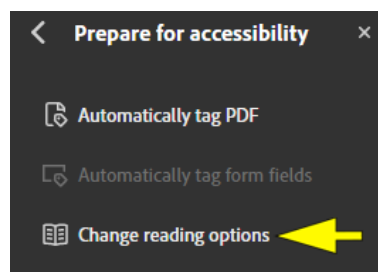 Prepare for accessibility
Automatically tag PDF
Automatically tag form fields
Change reading options